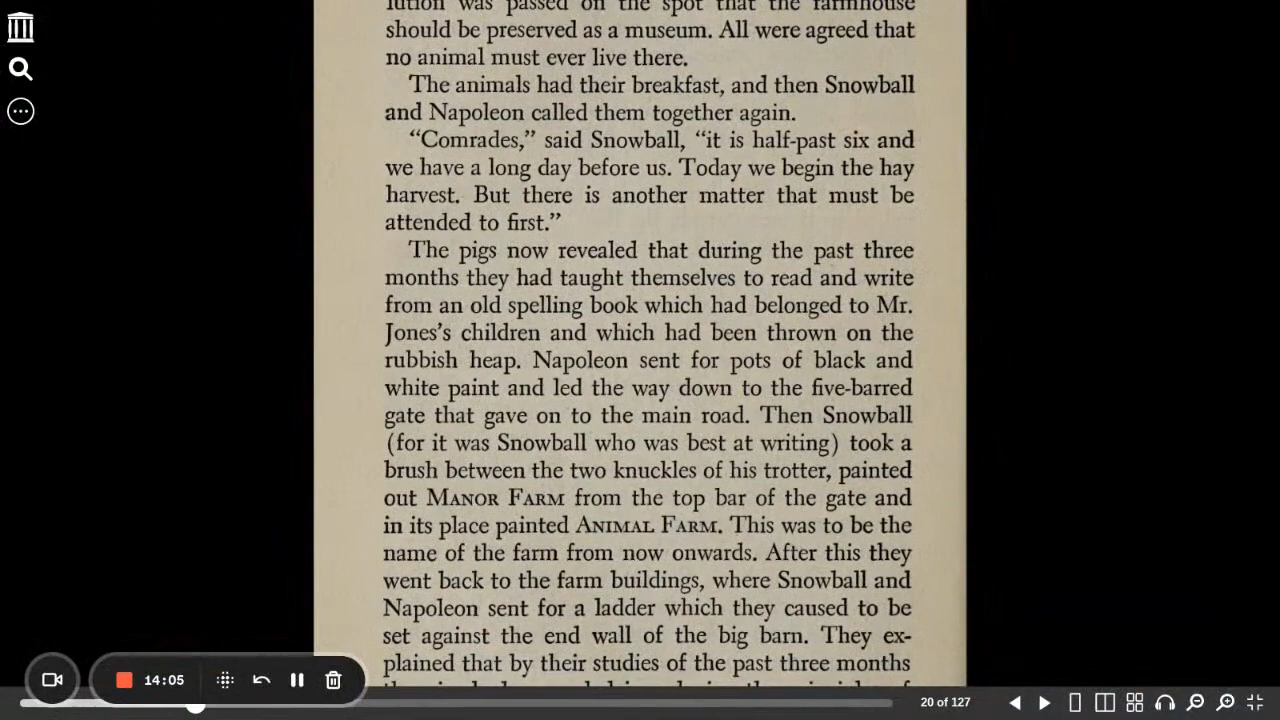 lution was passed on the spot that the farmhouse
should be preserved as a museum. All were agreed that
no animal must ever live there.
The animals had their breakfast, and then Snowball
and Napoleon called them together again.
“Comrades,” said Snowball, “it is half-past six and
we have a long day before us. Today we begin the hay
harvest. But there is another matter that must be
attended to first.”
The pigs now revealed that during the past three
months they had taught themselves to read and write
from an old spelling book which had belonged to Mr.
Jones’s children and which had been thrown on the
rubbish heap. Napoleon sent for pots of black and
white paint and led the way down to the five-barred
gate that gave on to the main road. Then Snowball
(for it was Snowball who was best at writing) took a
brush between the two knuckles of his trotter, painted
out MANOR FARM from the top bar of the gate and
in its place painted ANIMAL FARM. This was to be the
name of the farm from now onwards. After this they
went back to the farm buildings, where Snowball and
Napoleon sent for a ladder which they caused to be
set against the end wall of the big barn. They ex-
plained that by their studies of the past three months
14:05
20 of 127